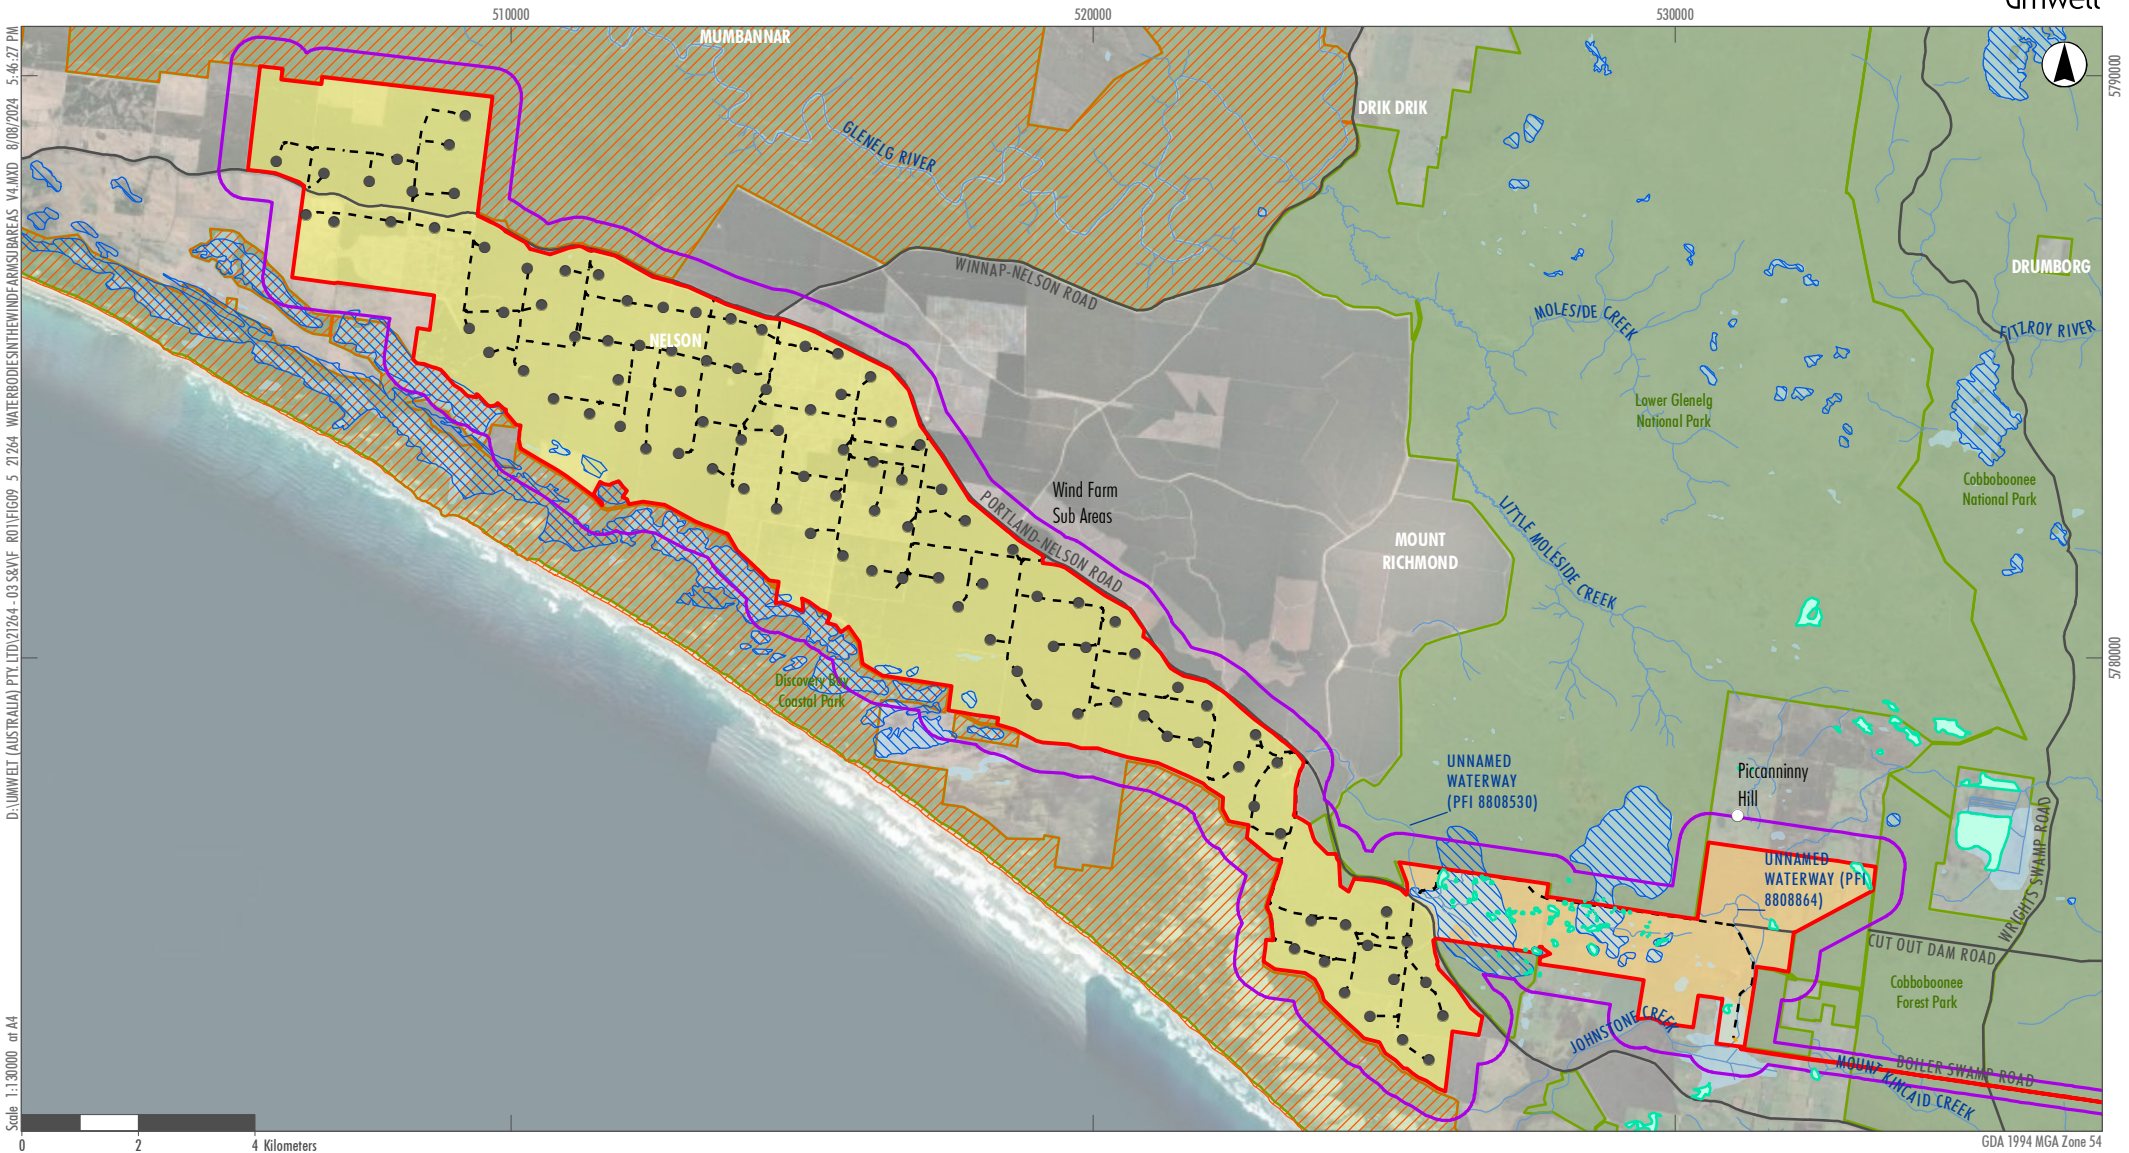 Umwelt
510000
520000
530000
5790000
5780000
D:\UMWELT (AUSTRALIA) PTY. LTD\21264 - 03 S&V\F R01\FIG09 5 21264 WATERBODIESINTHEWINDFARMSUBAREAS V4.MXD 8/08/2024 5:46:27 PM
Scale 1:130000 at A4
MUMBANNAR
DRIK DRIK
GLENELG RIVER
WINNAP-NELSON ROAD
DRUMBORG
MOLESIDE CREEK
FITZROY RIVER
NELSON
Lower Glenelg
National Park
Cobboboonee
National Park
Wind Farm
Sub Areas
PORTLAND-NELSON ROAD
MOUNT
RICHMOND
LITTLE MOLESIDE CREEK
Discovery Bay
Coastal Park
UNNAMED
WATERWAY
(PFI 8808530)
Piccanninny
Hill
UNNAMED
WATERWAY (PFI
8808864)
WRIGHTS SWAMP ROAD
CUT OUT DAM ROAD
Cobboboonee
Forest Park
JOHNSTONE CREEK
BOILER SWAMP ROAD
MOUNT KINCAID CREEK
0 2 4 Kilometers
GDA 1994 MGA Zone 54